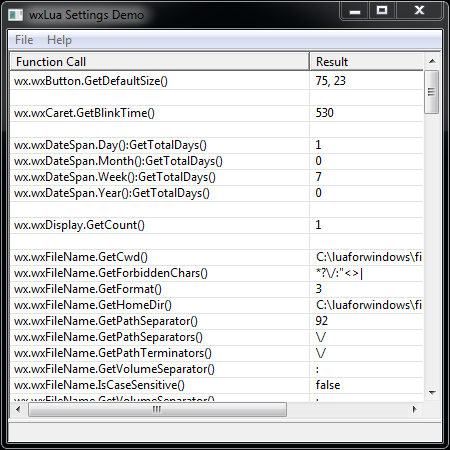 wxLua Settings Demo
File Help
Function Call Result
wx.wxButton.GetDefaultSize() 75, 23
wx.wxCaret.GetBlinkTime() 530
wx.wxDateSpan.Day():GetTotalDays() 1
wx.wxDateSpan.Month():GetTotalDays() 0
wx.wxDateSpan.Week():GetTotalDays() 7
wx.wxDateSpan.Year():GetTotalDays() 0
wx.wxDisplay.GetCount() 1
wx.wxFileName.GetCwd() C:\luaforwindows\fi
wx.wxFileName.GetForbiddenChars() *?\/:"<>|
wx.wxFileName.GetFormat() 3
wx.wxFileName.GetHomeDir() C:\luaforwindows\fi
wx.wxFileName.GetPathSeparator() 92
wx.wxFileName.GetPathSeparators() \/
wx.wxFileName.GetPathTerminators() \/
wx.wxFileName.GetVolumeSeparator() :
wx.wxFileName.IsCaseSensitive() false
wx.wxFileName.GetVolumeSeparator() :